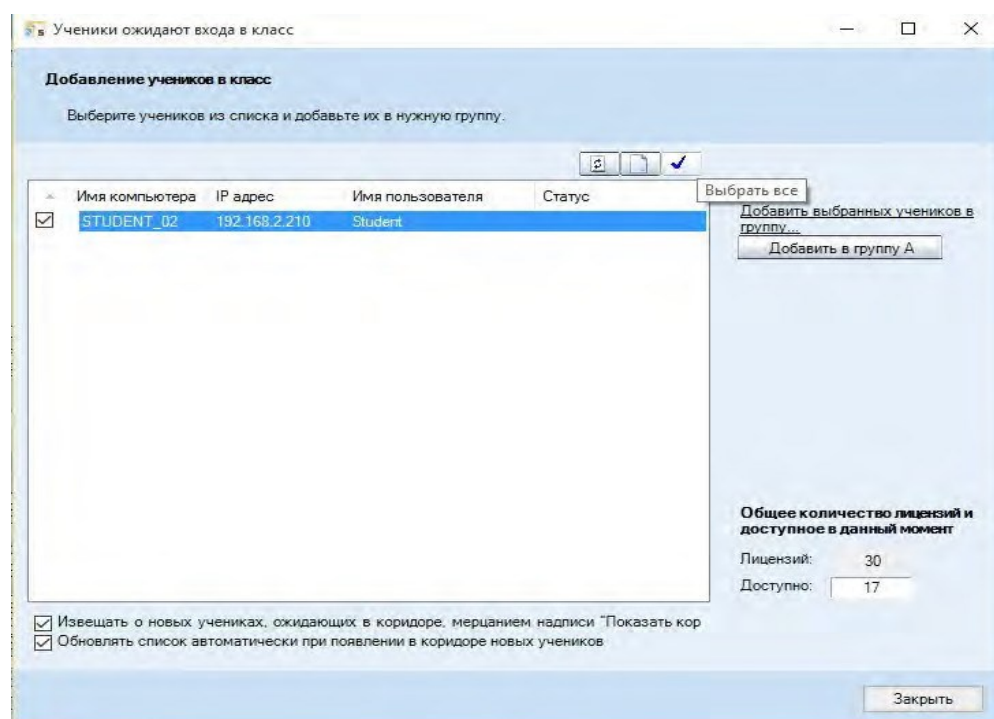 Ученики ожидают входа в класс
Добавление учеников в класс
Выберите учеников из списка и добавьте их в нужную группу.
Выбрать все
Имя компьютера IP адрес Имя пользователя Статус
STUDENT_02 192.168.2.210 Student
Добавить выбранных учеников в
группу...
Добавить в группу А
Общее количество лицензий и
доступное в данный момент
Лицензий: 30
Доступно: 17
Извещать о новых учениках, ожидающих в коридоре, мерцанием надписи "Показать кор
Обновлять список автоматически при появлении в коридоре новых учеников
Закрыть